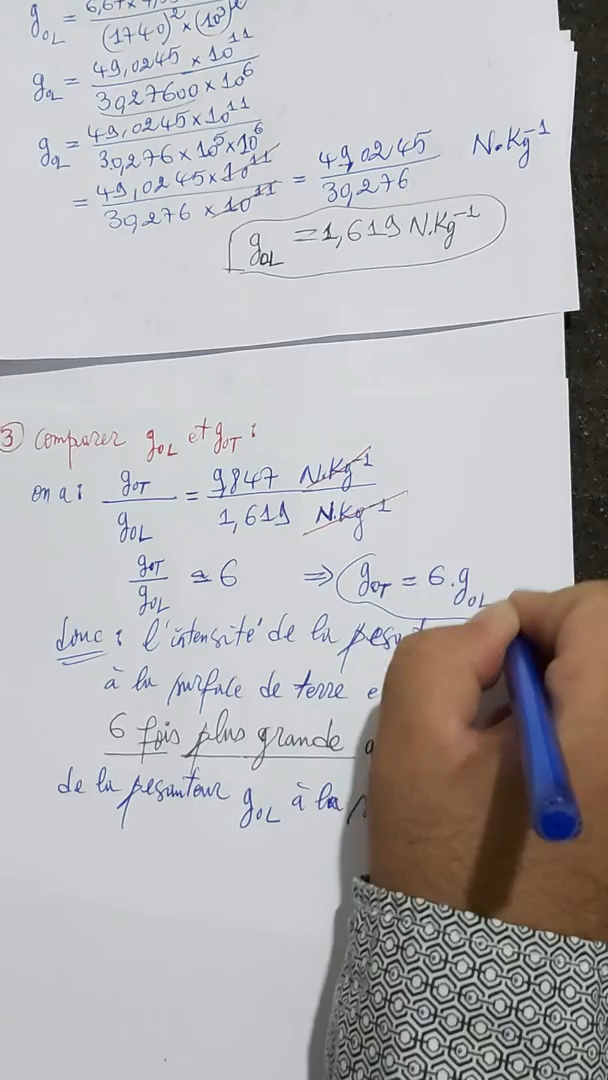 g₀L = 6,67 × 
(1740)² × (10³)²
g₀L = 49,0245 × 10¹¹
3027600 × 10⁶
g₀L = 49,0245 × 10¹¹
30,276 × 10⁵ × 10⁶
= 49,0245 × 10¹¹ / 30,276 × 10¹¹ = 49,0245 / 30,276 N.Kg⁻¹
g₀L = 1,619 N.Kg⁻¹
③ Comparer g₀L et g₀T :
on a : g₀T / g₀L = 9,847 N.Kg⁻¹ / 1,619 N.Kg⁻¹
g₀T / g₀L ≃ 6 ⇒ g₀T = 6.g₀L
donc : l'intensité de la
à la surface de terre
6 fois plus grande
de la pesanteur g₀L à la